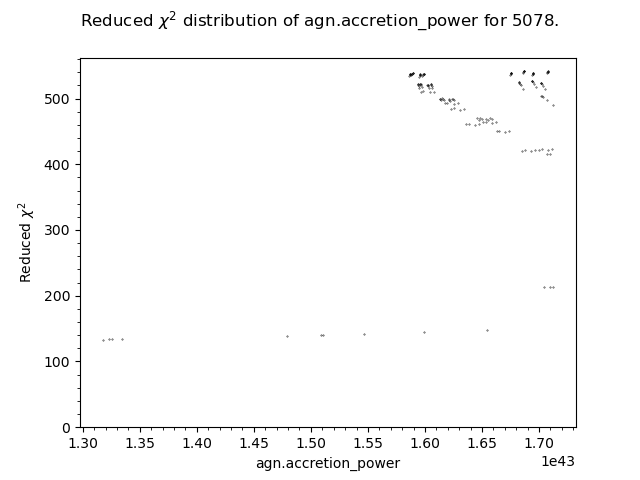 Reduced χ² distribution of agn.accretion_power for 5078.
500
400
300
200
100
0
Reduced χ²
1.30 1.35 1.40 1.45 1.50 1.55 1.60 1.65 1.70
1e43
agn.accretion_power